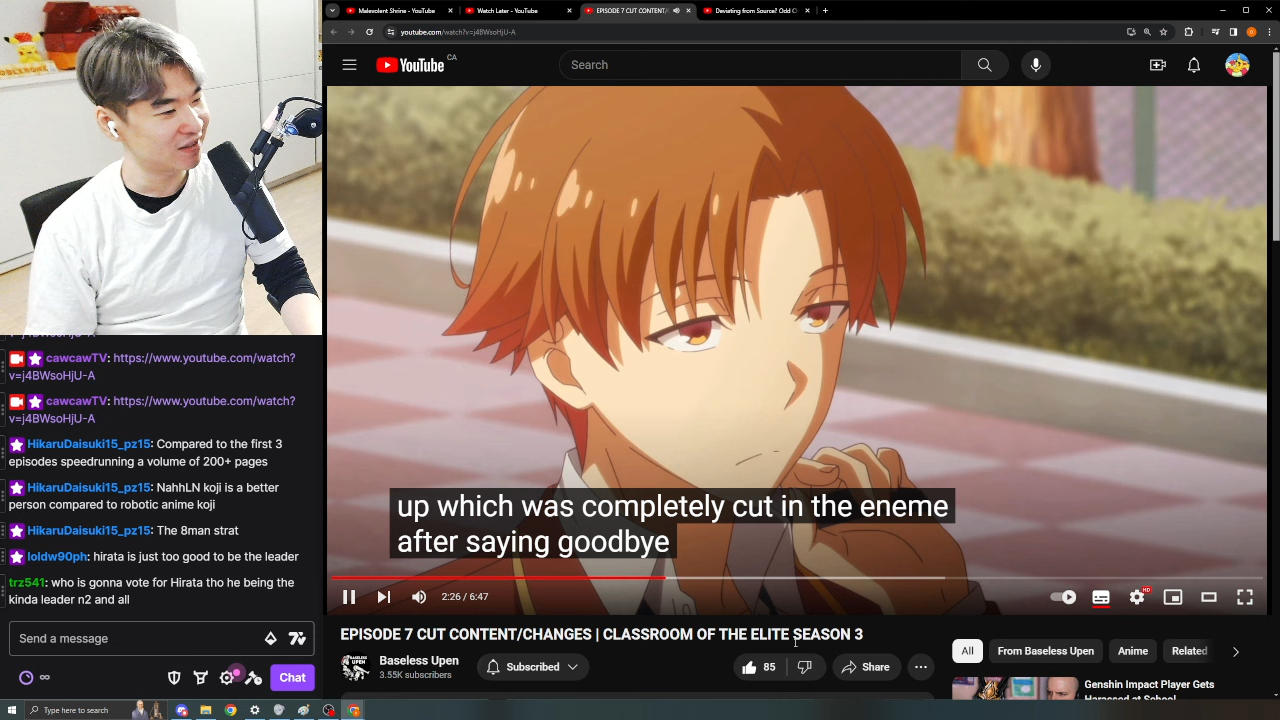 Malevolent Shrine - YouTube
Watch Later - YouTube
EPISODE 7 CUT CONTENT/
Deviating from Source? Odd C
youtube.com/watch?v=j4BWsoHjU-A
YouTube CA
Search
up which was completely cut in the eneme
after saying goodbye
2:26 / 6:47
HD
EPISODE 7 CUT CONTENT/CHANGES | CLASSROOM OF THE ELITE SEASON 3
Baseless Upen
3.55K subscribers
Subscribed
85
Share
All
From Baseless Upen
Anime
Related
Genshin Impact Player Gets
Harassed at School
cawcawTV: https://www.youtube.com/watch?
v=j4BWsoHjU-A
cawcawTV: https://www.youtube.com/watch?
v=j4BWsoHjU-A
HikaruDaisuki15_pz15: Compared to the first 3
episodes speedrunning a volume of 200+ pages
HikaruDaisuki15_pz15: NahhLN koji is a better
person compared to robotic anime koji
HikaruDaisuki15_pz15: The 8man strat
loldw90ph: hirata is just too good to be the leader
trz541: who is gonna vote for Hirata tho he being the
kinda leader n2 and all
Send a message
Chat
Type here to search